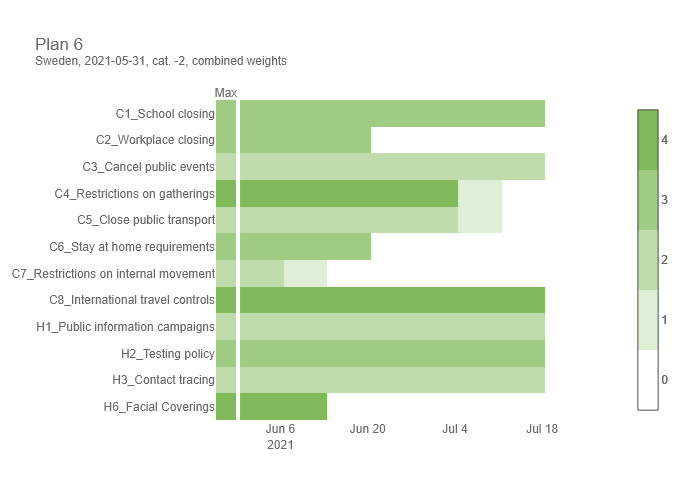 Plan 6
Sweden, 2021-05-31, cat. -2, combined weights
Max
C1_School closing
C2_Workplace closing
C3_Cancel public events
C4_Restrictions on gatherings
C5_Close public transport
C6_Stay at home requirements
C7_Restrictions on internal movement
C8_International travel controls
H1_Public information campaigns
H2_Testing policy
H3_Contact tracing
H6_Facial Coverings
Jun 6 Jun 20 Jul 4 Jul 18
2021
4
3
2
1
0